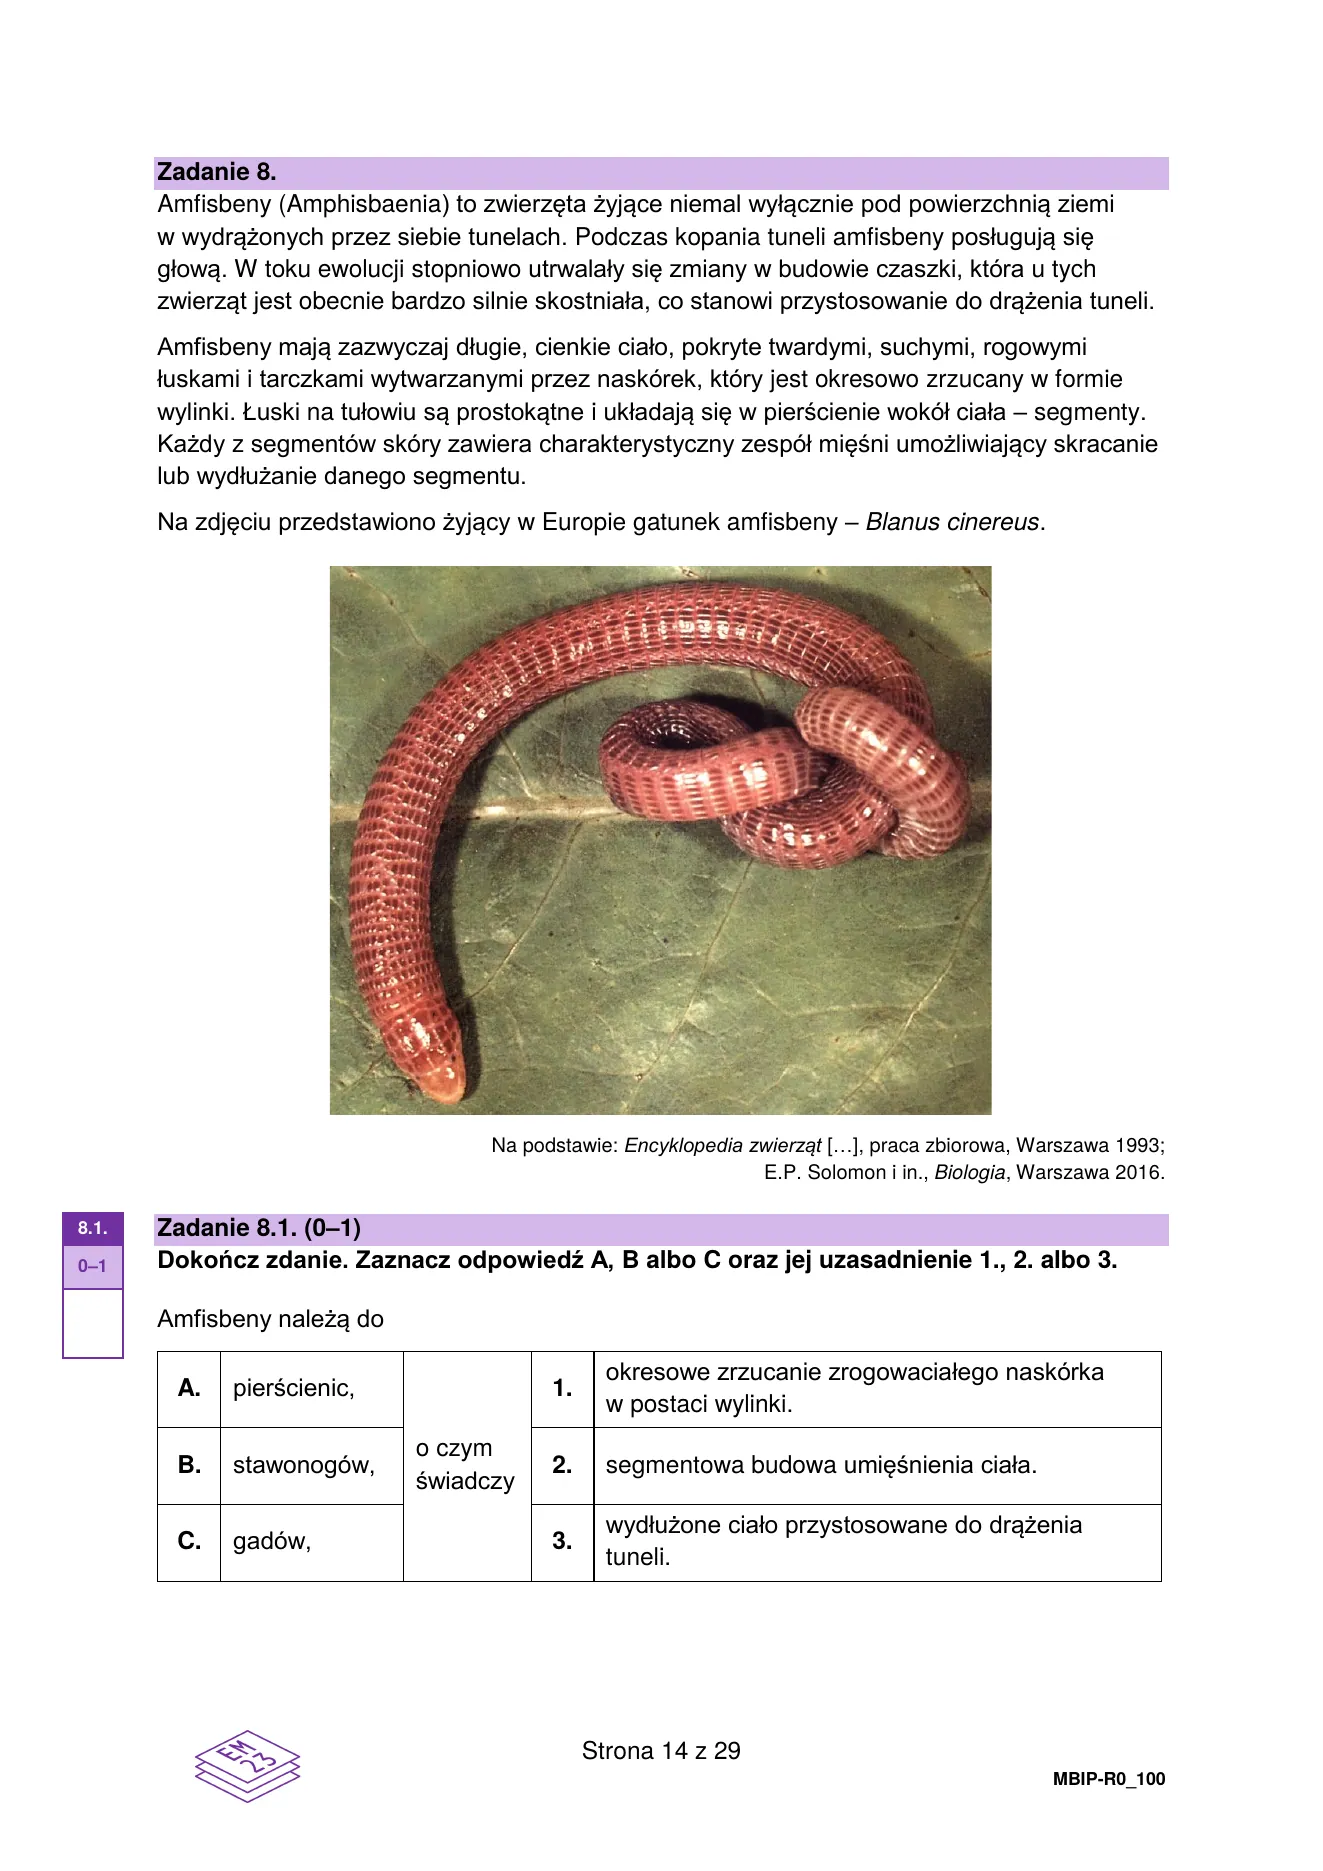 Zadanie 8.
Amfisbeny (Amphisbaenia) to zwierzęta żyjące niemal wyłącznie pod powierzchnią ziemi
w wydrążonych przez siebie tunelach. Podczas kopania tuneli amfisbeny posługują się
głową. W toku ewolucji stopniowo utrwalały się zmiany w budowie czaszki, która u tych
zwierząt jest obecnie bardzo silnie skostniała, co stanowi przystosowanie do drążenia tuneli.
Amfisbeny mają zazwyczaj długie, cienkie ciało, pokryte twardymi, suchymi, rogowymi
łuskami i tarczkami wytwarzanymi przez naskórek, który jest okresowo zrzucany w formie
wylinki. Łuski na tułowiu są prostokątne i układają się w pierścienie wokół ciała – segmenty.
Każdy z segmentów skóry zawiera charakterystyczny zespół mięśni umożliwiający skracanie
lub wydłużanie danego segmentu.
Na zdjęciu przedstawiono żyjący w Europie gatunek amfisbeny – Blanus cinereus.
Na podstawie: Encyklopedia zwierząt […], praca zbiorowa, Warszawa 1993;
E.P. Solomon i in., Biologia, Warszawa 2016.
8.1.
0–1
Zadanie 8.1. (0–1)
Dokończ zdanie. Zaznacz odpowiedź A, B albo C oraz jej uzasadnienie 1., 2. albo 3.
Amfisbeny należą do
A. pierścienic,
B. stawonogów,
C. gadów,
o czym
świadczy
1. okresowe zrzucanie zrogowaciałego naskórka
w postaci wylinki.
2. segmentowa budowa umięśnienia ciała.
3. wydłużone ciało przystosowane do drążenia
tuneli.
EM
23
Strona 14 z 29
MBIP-R0_100